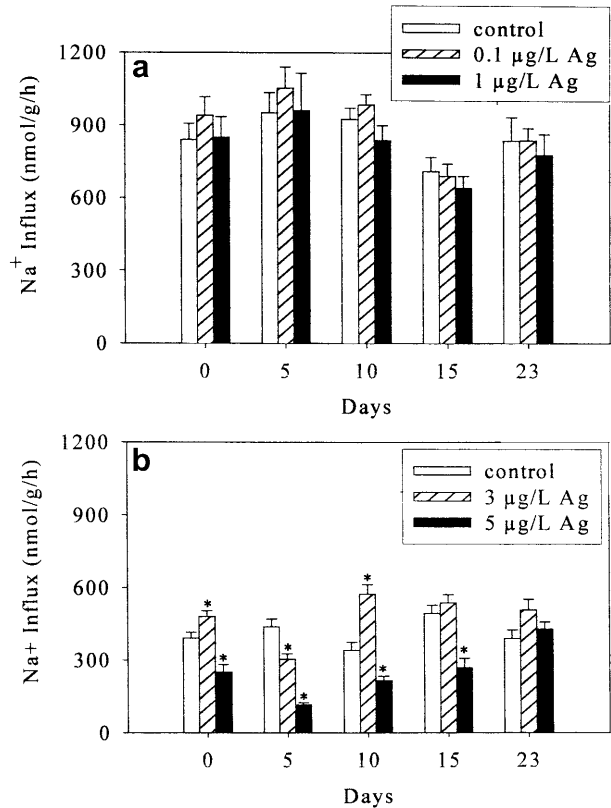 control
0.1 µg/L Ag
1 µg/L Ag
a
Na+ Influx (nmol/g/h)
1200
900
600
300
0
0 5 10 15 23
Days
b
control
3 µg/L Ag
5 µg/L Ag
Na+ Influx (nmol/g/h)
1200
900
600
300
0
* * * * * * *
0 5 10 15 23
Days